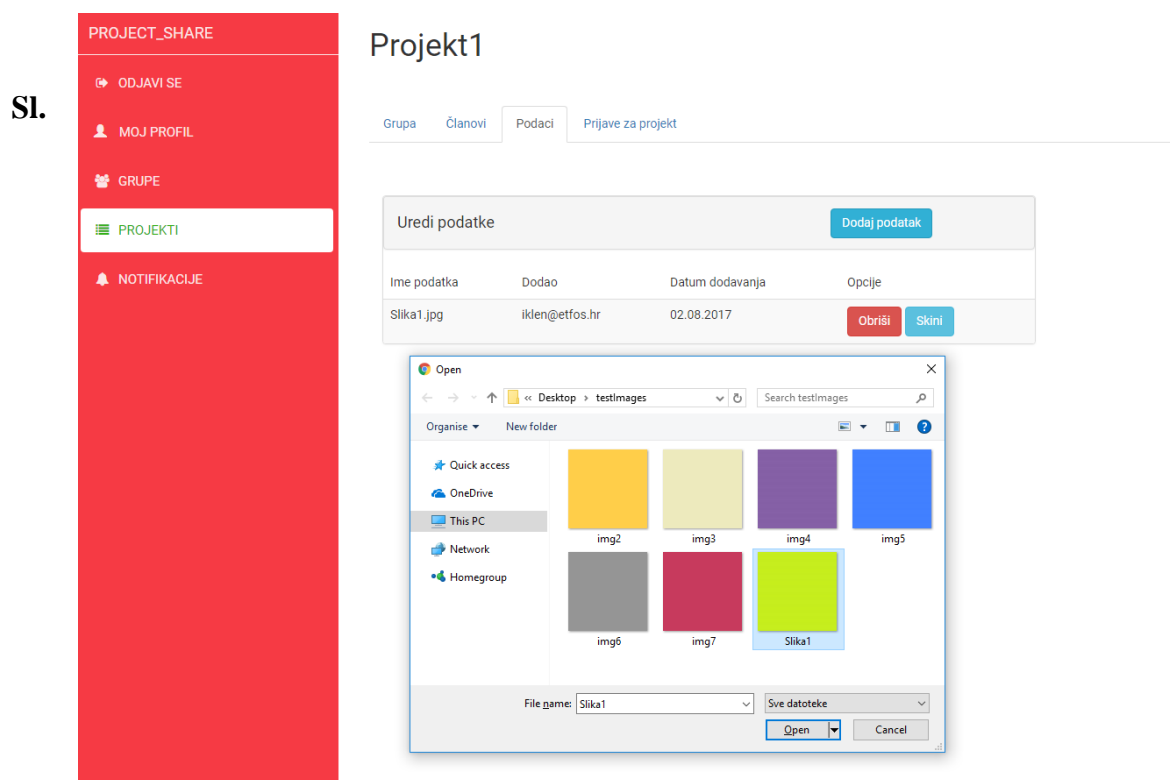 Sl.
PROJECT_SHARE
ODJAVI SE
MOJ PROFIL
GRUPE
PROJEKTI
NOTIFIKACIJE
Projekt1
Grupa Članovi Podaci Prijave za projekt
Uredi podatke Dodaj podatak
Ime podatka Dodao Datum dodavanja Opcije
Slika1.jpg iklen@etfos.hr 02.08.2017 Obriši Skini
Open
« Desktop › testImages Search testImages
Organise New folder
Quick access
OneDrive
This PC
Network
Homegroup
img2 img3 img4 img5
img6 img7 Slika1
File name: Slika1 Sve datoteke
Open Cancel